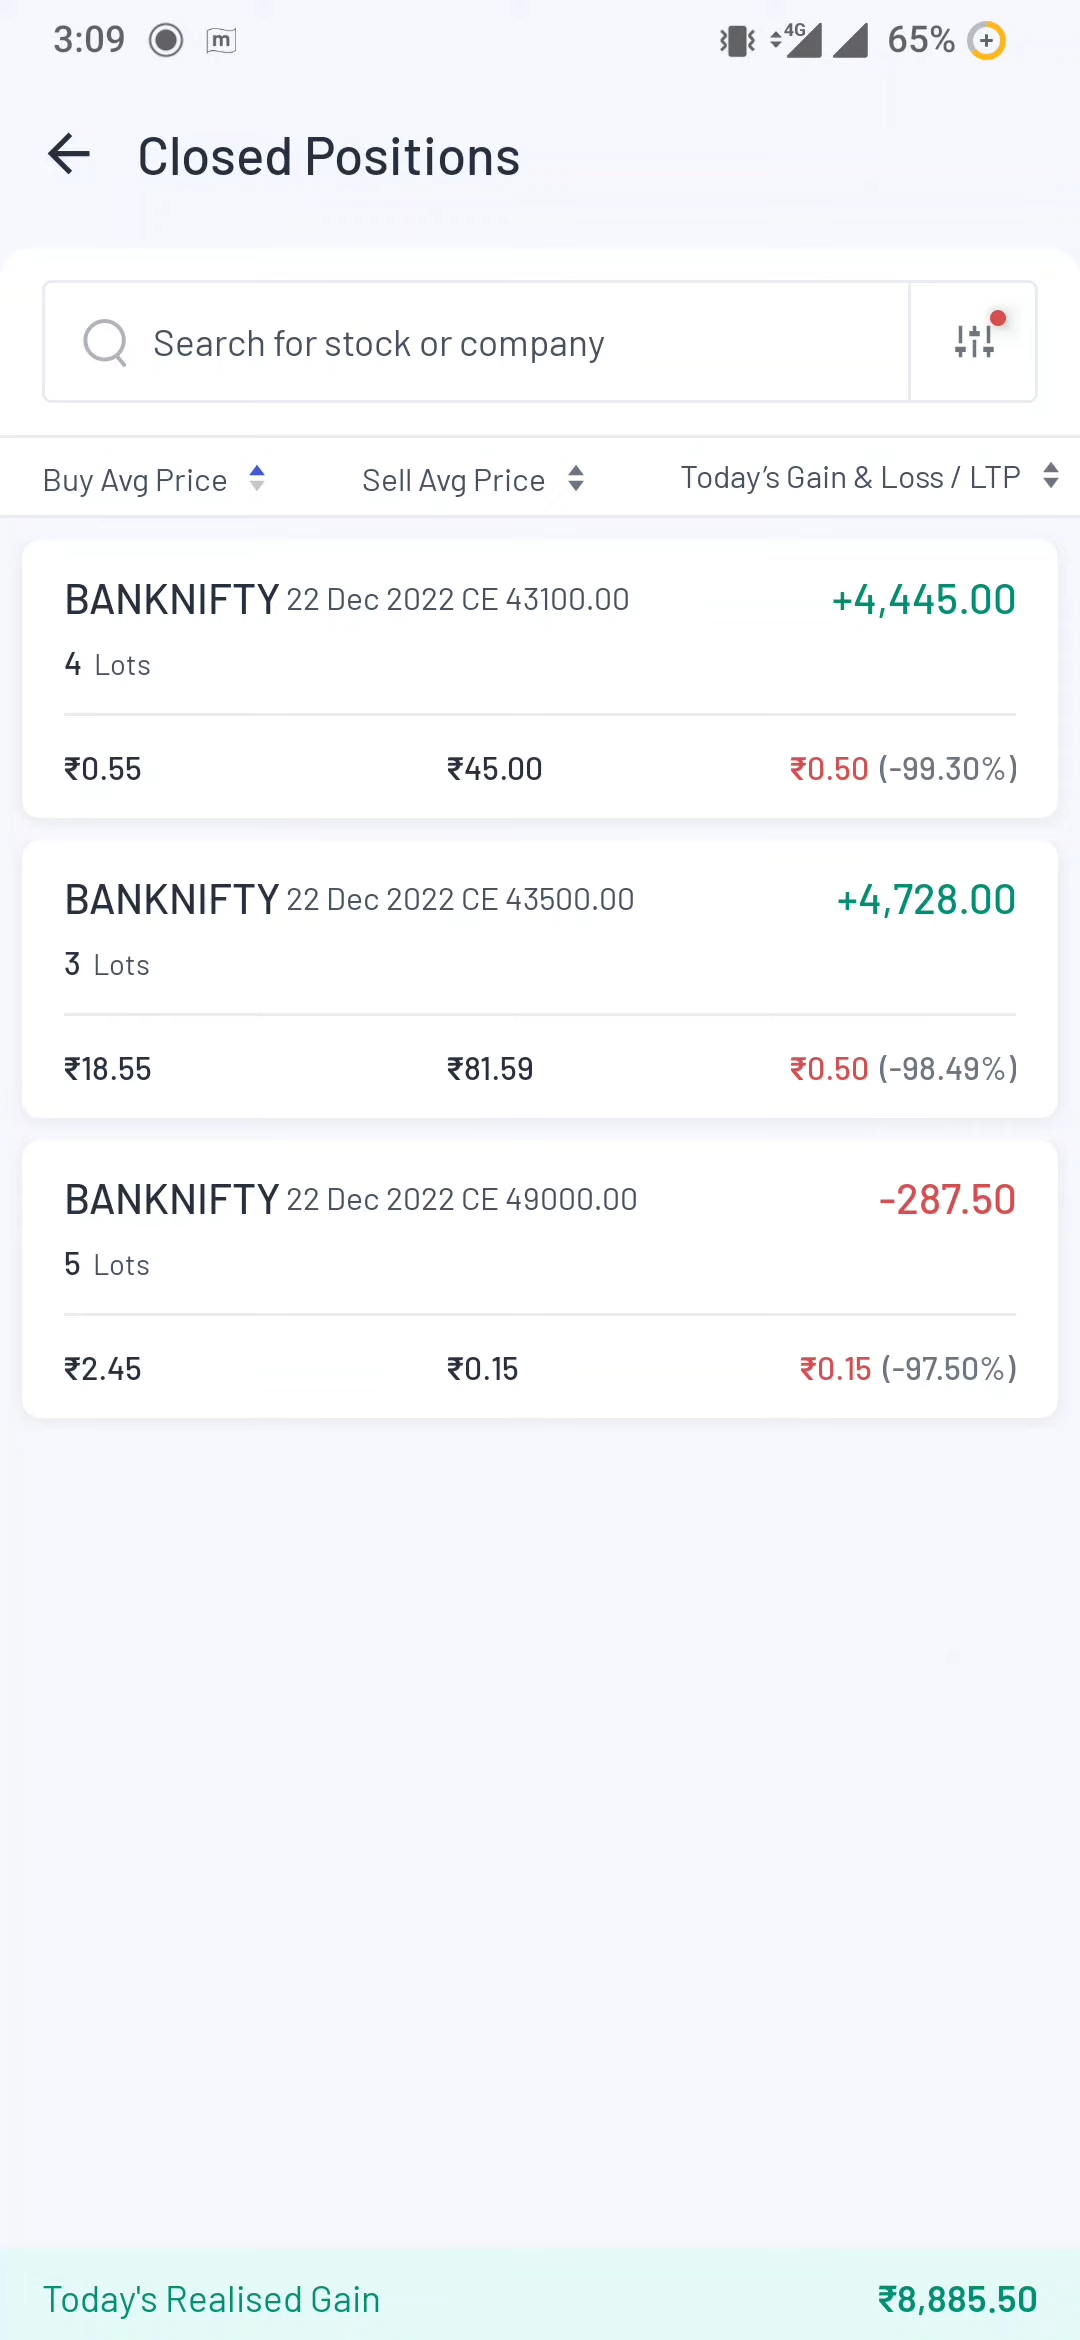 3:09 m 4G 65%
Closed Positions
Search for stock or company
Buy Avg Price Sell Avg Price Today's Gain & Loss / LTP
BANKNIFTY 22 Dec 2022 CE 43100.00 +4,445.00
4 Lots
₹0.55 ₹45.00 ₹0.50 (-99.30%)
BANKNIFTY 22 Dec 2022 CE 43500.00 +4,728.00
3 Lots
₹18.55 ₹81.59 ₹0.50 (-98.49%)
BANKNIFTY 22 Dec 2022 CE 49000.00 -287.50
5 Lots
₹2.45 ₹0.15 ₹0.15 (-97.50%)
Today's Realised Gain ₹8,885.50